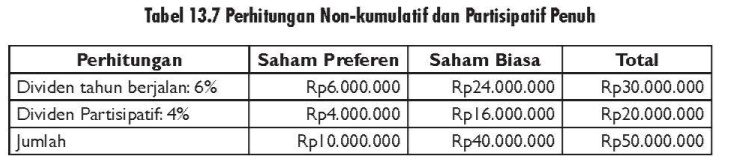 Tabel 13.7 Perhitungan Non-kumulatif dan Partisipatif Penuh
Perhitungan Saham Preferen Saham Biasa Total
Dividen tahun berjalan: 6% Rp6.000.000 Rp24.000.000 Rp30.000.000
Dividen Partisipatif: 4% Rp4.000.000 Rp16.000.000 Rp20.000.000
Jumlah Rp10.000.000 Rp40.000.000 Rp50.000.000